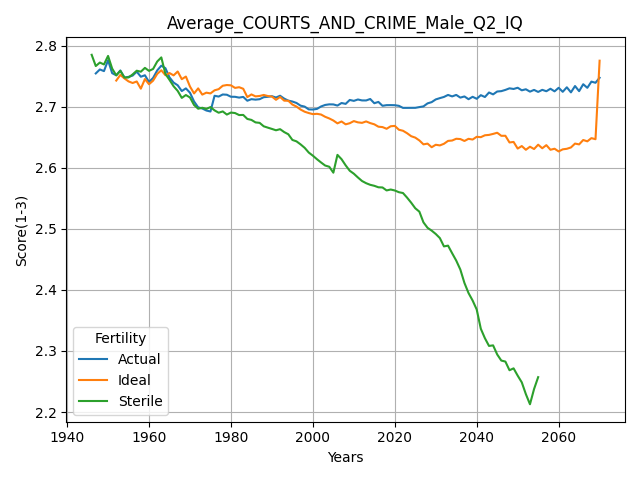 Average_COURTS_AND_CRIME_Male_Q2_IQ
Score(1-3)
2.8
2.7
2.6
2.5
2.4
2.3
2.2
Fertility
Actual
Ideal
Sterile
1940 1960 1980 2000 2020 2040 2060
Years